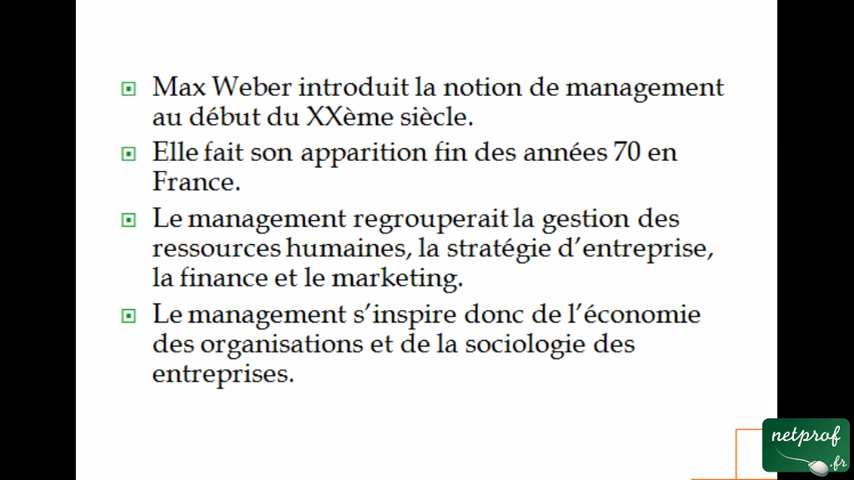 Max Weber introduit la notion de management
au début du XXème siècle.
Elle fait son apparition fin des années 70 en
France.
Le management regrouperait la gestion des
ressources humaines, la stratégie d’entreprise,
la finance et le marketing.
Le management s’inspire donc de l’économie
des organisations et de la sociologie des
entreprises.
netprof
.fr